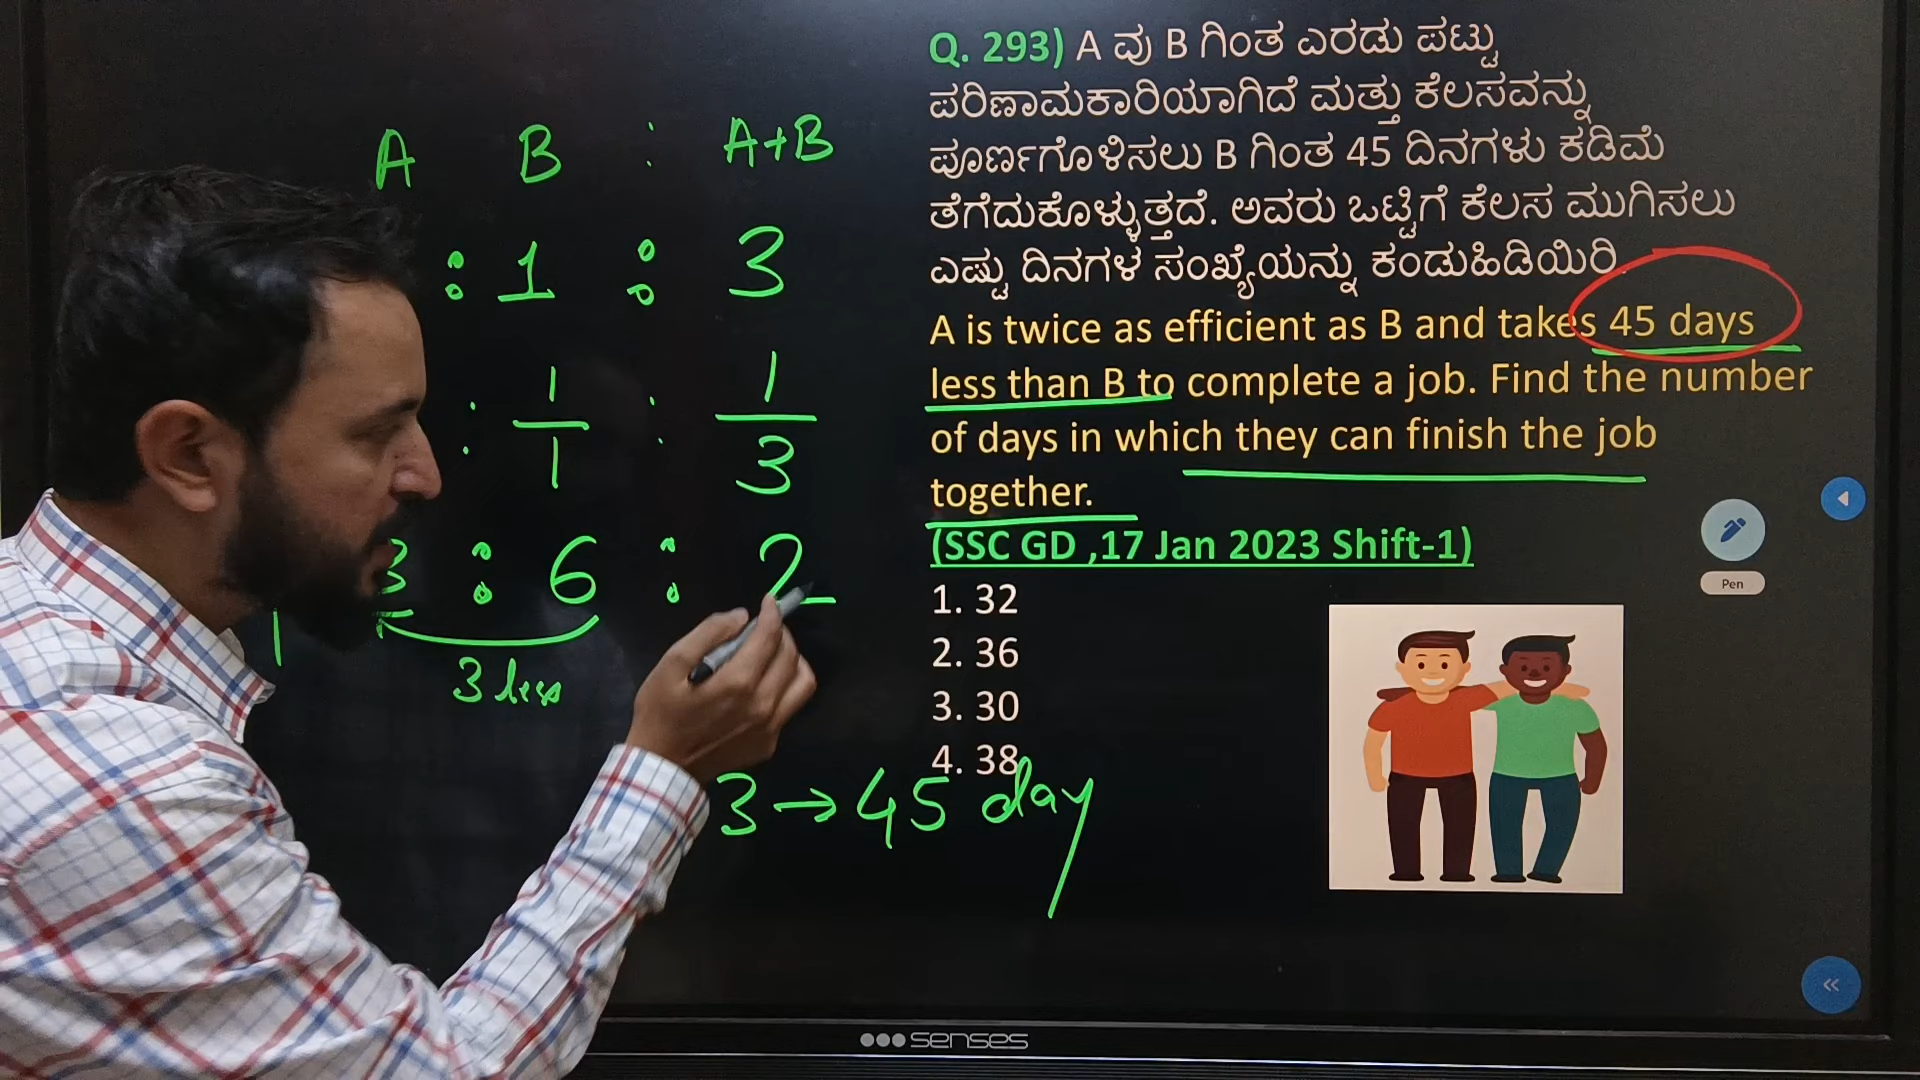 A B : A+B
: 1 : 3
: 1/1 : 1/3
3 : 6 : 2
3 less
3 → 45 day
Q. 293) A ವು B ಗಿಂತ ಎರಡು ಪಟ್ಟು
ಪರಿಣಾಮಕಾರಿಯಾಗಿದೆ ಮತ್ತು ಕೆಲಸವನ್ನು
ಪೂರ್ಣಗೊಳಿಸಲು B ಗಿಂತ 45 ದಿನಗಳು ಕಡಿಮೆ
ತೆಗೆದುಕೊಳ್ಳುತ್ತದೆ. ಅವರು ಒಟ್ಟಿಗೆ ಕೆಲಸ ಮುಗಿಸಲು
ಎಷ್ಟು ದಿನಗಳ ಸಂಖ್ಯೆಯನ್ನು ಕಂಡುಹಿಡಿಯಿರಿ.
A is twice as efficient as B and takes 45 days
less than B to complete a job. Find the number
of days in which they can finish the job
together.
(SSC GD ,17 Jan 2023 Shift-1)
1. 32
2. 36
3. 30
4. 38
Pen
senses